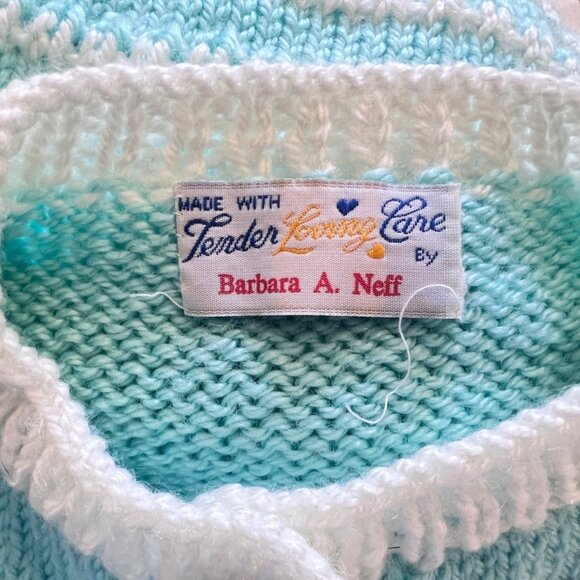 MADE WITH
Tender Loving Care
By
Barbara A. Neff